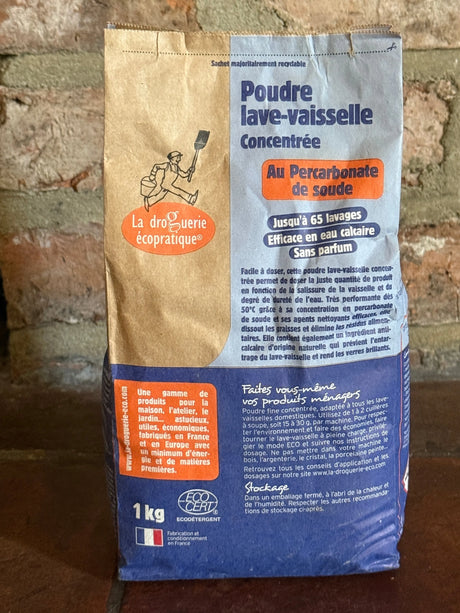 Sachet majoritairement recyclable
Poudre
lave-vaisselle
Concentrée
Au Percarbonate
de soude
Jusqu'à 65 lavages
Efficace en eau calcaire
Sans parfum
La droguerie
écopratique®
Facile à doser, cette poudre lave-vaisselle concen-
trée permet de doser la juste quantité de produit
en fonction de la salissure de la vaisselle et du
degré de dureté de l'eau. Très performante dès
50°C grâce à sa concentration en percarbonate
de soude et ses agents nettoyants efficaces, elle
dissout les graisses et élimine les résidus alimen-
taires. Elle contient également un ingrédient anti-
calcaire d'origine naturelle qui prévient l'entar-
trage du lave-vaisselle et rend les verres brillants.
www.la-droguerie-eco.com
Une gamme de
produits pour la
maison, l'atelier, le
jardin... astucieux,
utiles, économiques,
fabriqués en France
et en Europe avec
un minimum d'éner-
gie et de matières
premières.
Faites vous-même
vos produits ménagers
Poudre fine concentrée, adaptée à tous les lave-
vaisselles domestiques. Utilisez de 1 à 2 cuillères
à soupe, soit 15 à 30 g, par machine. Pour respec-
ter l'environnement et faire des économies, faire
tourner le lave-vaisselle à pleine charge, privilé-
gier le mode ECO et suivre nos instructions de
dosage. Ne pas mettre dans votre machine le
bois, l'argenterie, le cristal, la porcelaine peinte...
Retrouvez tous les conseils d'application et les
dosages sur notre site www.la-droguerie-eco.com.
Stockage
Dans un emballage fermé, à l'abri de la chaleur et
de l'humidité. Respecter les autres recommanda-
tions de stockage ci-après.
1 kg
ECO
CERT®
ECODÉTERGENT
Fabrication et
conditionnement
en France